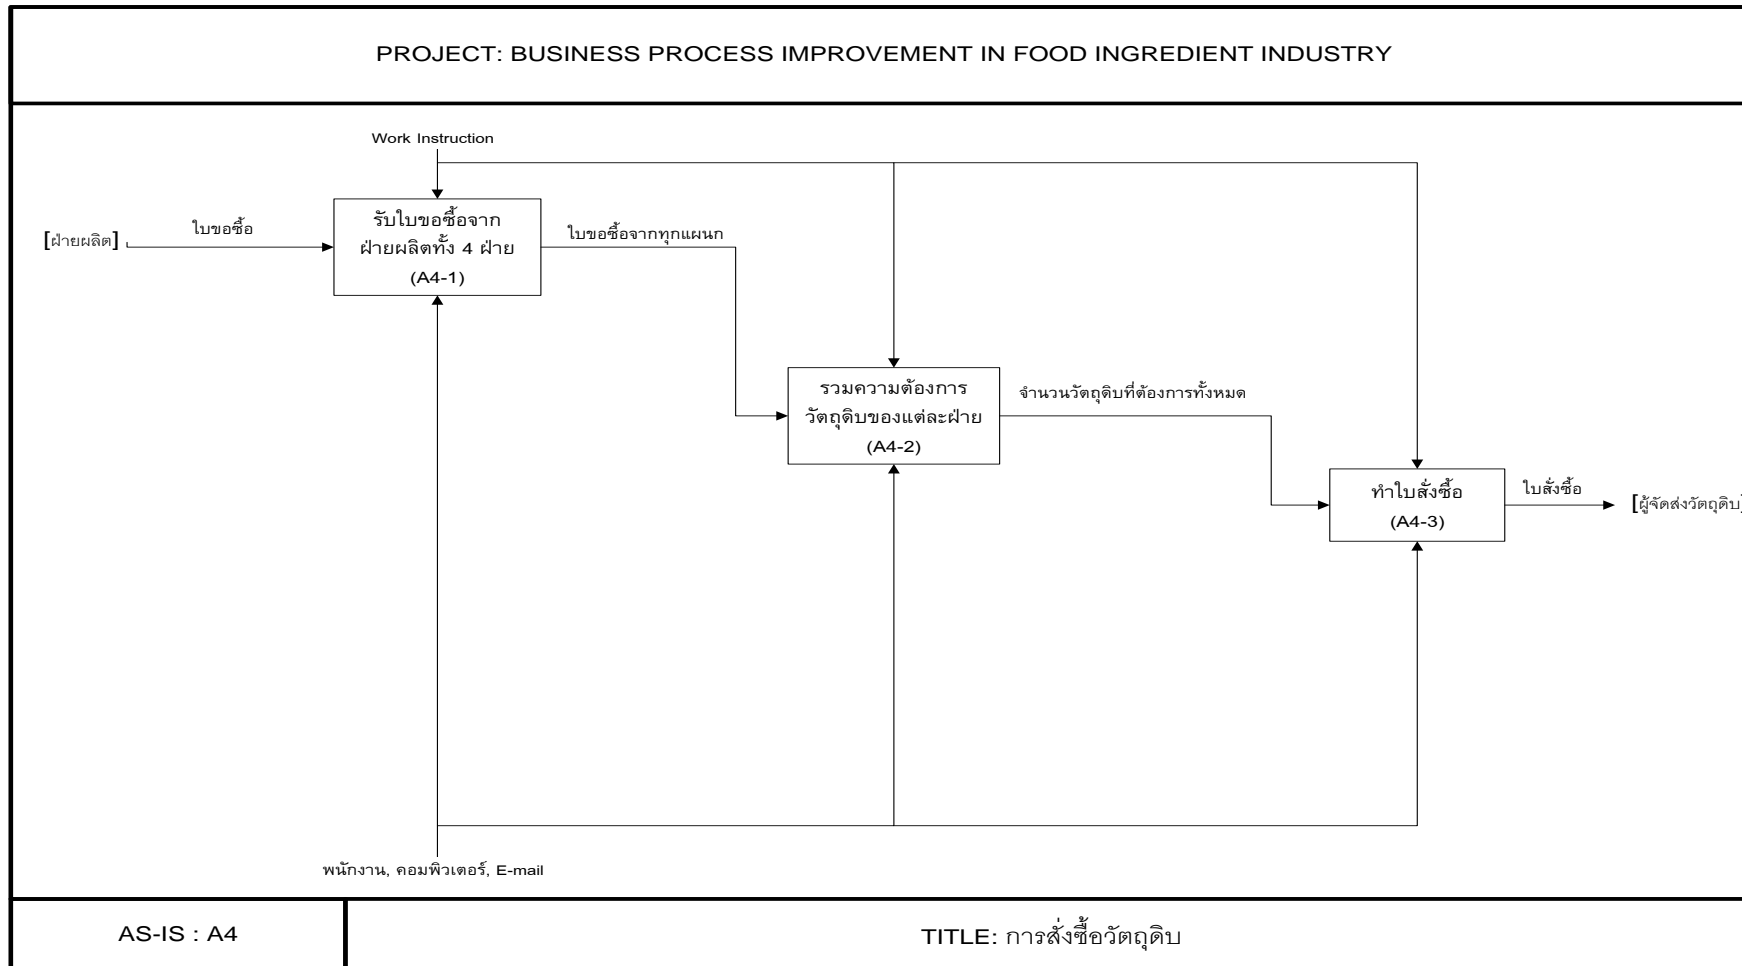 PROJECT: BUSINESS PROCESS IMPROVEMENT IN FOOD INGREDIENT INDUSTRY
Work Instruction
[ฝ่ายผลิต]
ใบขอซื้อ
รับใบขอซื้อจาก
ฝ่ายผลิตทั้ง 4 ฝ่าย
(A4-1)
ใบขอซื้อจากทุกแผนก
รวมความต้องการ
วัตถุดิบของแต่ละฝ่าย
(A4-2)
จำนวนวัตถุดิบที่ต้องการทั้งหมด
ทำใบสั่งซื้อ
(A4-3)
ใบสั่งซื้อ
[ผู้จัดส่งวัตถุดิบ]
พนักงาน, คอมพิวเตอร์, E-mail
AS-IS : A4
TITLE: การสั่งซื้อวัตถุดิบ